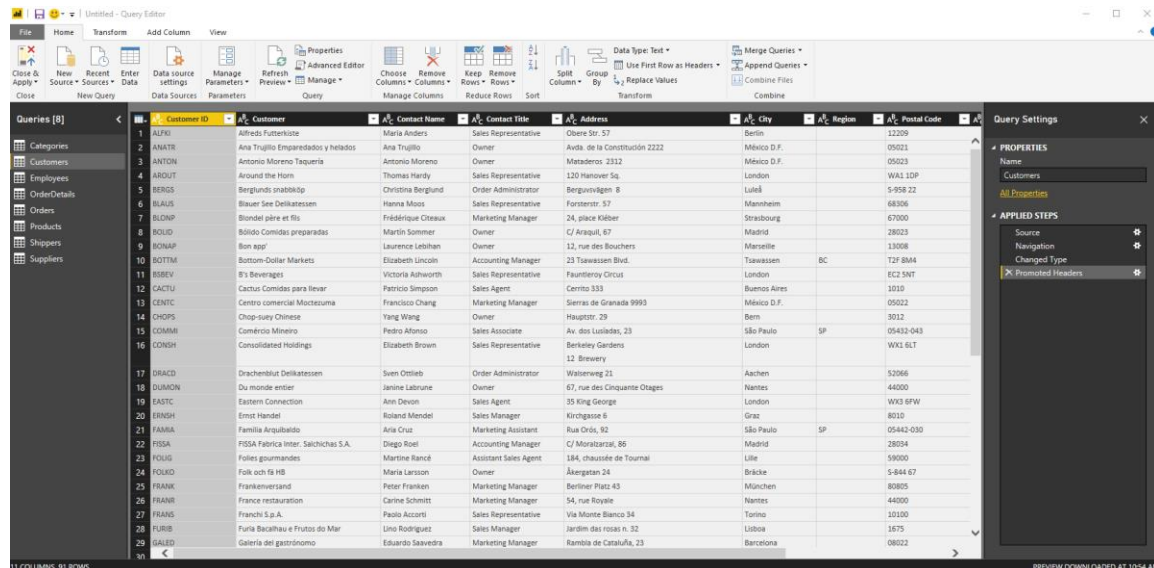 Untitled - Query Editor
File Home Transform Add Column View
Close & Apply
New Source
Recent Sources
Enter Data
Data source settings
Manage Parameters
Refresh Preview
Properties
Advanced Editor
Manage
Choose Columns
Remove Columns
Keep Rows
Remove Rows
Split Column
Group By
Data Type: Text
Use First Row as Headers
Replace Values
Merge Queries
Append Queries
Combine Files
Close New Query Data Sources Parameters Query Manage Columns Reduce Rows Sort Transform Combine
Queries [8]
Categories
Customers
Employees
OrderDetails
Orders
Products
Shippers
Suppliers
Customer ID Customer Contact Name Contact Title Address City Region Postal Code
1 ALFKI Alfreds Futterkiste Maria Anders Sales Representative Obere Str. 57 Berlin 12209
2 ANATR Ana Trujillo Emparedados y helados Ana Trujillo Owner Avda. de la Constitución 2222 México D.F. 05021
3 ANTON Antonio Moreno Taquería Antonio Moreno Owner Mataderos 2312 México D.F. 05023
4 AROUT Around the Horn Thomas Hardy Sales Representative 120 Hanover Sq. London WA1 1DP
5 BERGS Berglunds snabbköp Christina Berglund Order Administrator Berguvsvägen 8 Luleå S-958 22
6 BLAUS Blauer See Delikatessen Hanna Moos Sales Representative Forsterstr. 57 Mannheim 68306
7 BLONP Blondel père et fils Frédérique Citeaux Marketing Manager 24, place Kléber Strasbourg 67000
8 BOLID Bólido Comidas preparadas Martín Sommer Owner C/ Araquil, 67 Madrid 28023
9 BONAP Bon app' Laurence Lebihan Owner 12, rue des Bouchers Marseille 13008
10 BOTTM Bottom-Dollar Markets Elizabeth Lincoln Accounting Manager 23 Tsawassen Blvd. Tsawassen BC T2F 8M4
11 BSBEV B's Beverages Victoria Ashworth Sales Representative Fauntleroy Circus London EC2 5NT
12 CACTU Cactus Comidas para llevar Patricio Simpson Sales Agent Cerrito 333 Buenos Aires 1010
13 CENTC Centro comercial Moctezuma Francisco Chang Marketing Manager Sierras de Granada 9993 México D.F. 05022
14 CHOPS Chop-suey Chinese Yang Wang Owner Hauptstr. 29 Bern 3012
15 COMMI Comércio Mineiro Pedro Afonso Sales Associate Av. dos Lusíadas, 23 São Paulo SP 05432-043
16 CONSH Consolidated Holdings Elizabeth Brown Sales Representative Berkeley Gardens London WX1 6LT
12 Brewery
17 DRACD Drachenblut Delikatessen Sven Ottlieb Order Administrator Walserweg 21 Aachen 52066
18 DUMON Du monde entier Janine Labrune Owner 67, rue des Cinquante Otages Nantes 44000
19 EASTC Eastern Connection Ann Devon Sales Agent 35 King George London WX3 6FW
20 ERNSH Ernst Handel Roland Mendel Sales Manager Kirchgasse 6 Graz 8010
21 FAMIA Familia Arquibaldo Aria Cruz Marketing Assistant Rua Orós, 92 São Paulo SP 05442-030
22 FISSA FISSA Fabrica Inter. Salchichas S.A. Diego Roel Accounting Manager C/ Moralzarzal, 86 Madrid 28034
23 FOLIG Folies gourmandes Martine Rancé Assistant Sales Agent 184, chaussée de Tournai Lille 59000
24 FOLKO Folk och fä HB Maria Larsson Owner Åkergatan 24 Bräcke S-844 67
25 FRANK Frankenversand Peter Franken Marketing Manager Berliner Platz 43 München 80805
26 FRANR France restauration Carine Schmitt Marketing Manager 54, rue Royale Nantes 44000
27 FRANS Franchi S.p.A. Paolo Accorti Sales Representative Via Monte Bianco 34 Torino 10100
28 FURIB Furia Bacalhau e Frutos do Mar Lino Rodriguez Sales Manager Jardim das rosas n. 32 Lisboa 1675
29 GALED Galería del gastrónomo Eduardo Saavedra Marketing Manager Rambla de Cataluña, 23 Barcelona 08022
30
Query Settings
PROPERTIES
Name
Customers
All Properties
APPLIED STEPS
Source
Navigation
Changed Type
Promoted Headers
11 COLUMNS, 91 ROWS
PREVIEW DOWNLOADED AT 10:54 AM